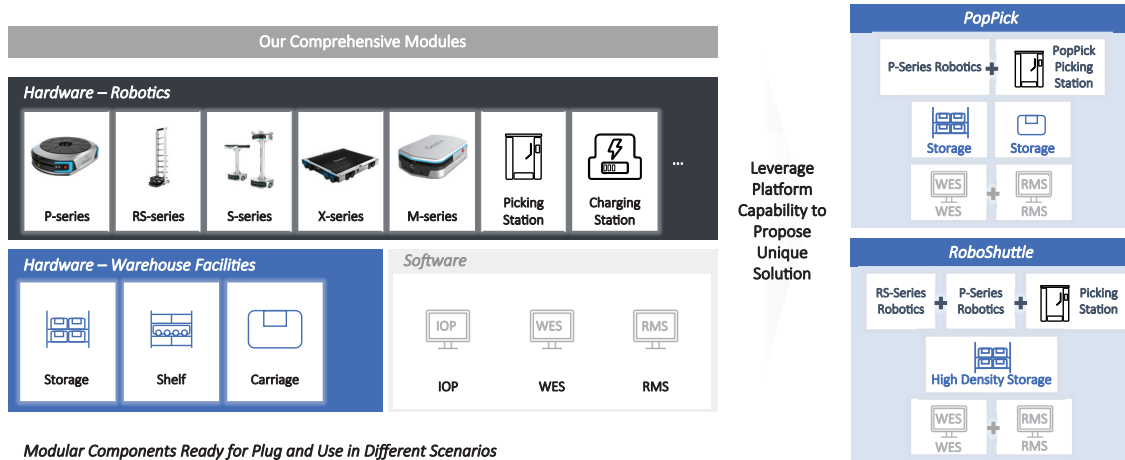 Our Comprehensive Modules
Hardware – Robotics
P-series
RS-series
S-series
X-series
M-series
Picking
Station
Charging
Station
...
Hardware – Warehouse Facilities
Storage
Shelf
Carriage
Software
IOP
WES
RMS
IOP
WES
RMS
Modular Components Ready for Plug and Use in Different Scenarios
Leverage
Platform
Capability to
Propose
Unique
Solution
PopPick
P-Series Robotics
+
PopPick
Picking
Station
Storage
Storage
WES
+
RMS
WES
RMS
RoboShuttle
RS-Series
Robotics
+
P-Series
Robotics
+
Picking
Station
High Density Storage
WES
+
RMS
WES
RMS